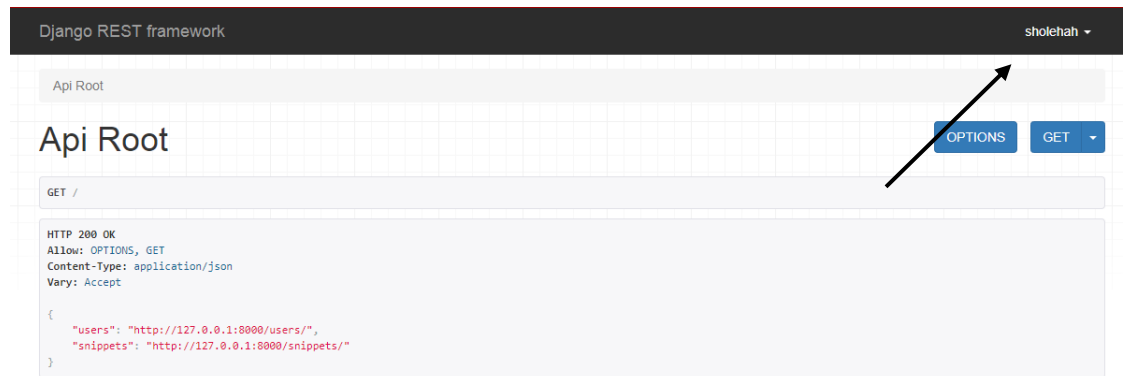 Django REST framework
sholehah
Api Root
Api Root
OPTIONS
GET
GET /
HTTP 200 OK
Allow: OPTIONS, GET
Content-Type: application/json
Vary: Accept
{
    "users": "http://127.0.0.1:8000/users/",
    "snippets": "http://127.0.0.1:8000/snippets/"
}